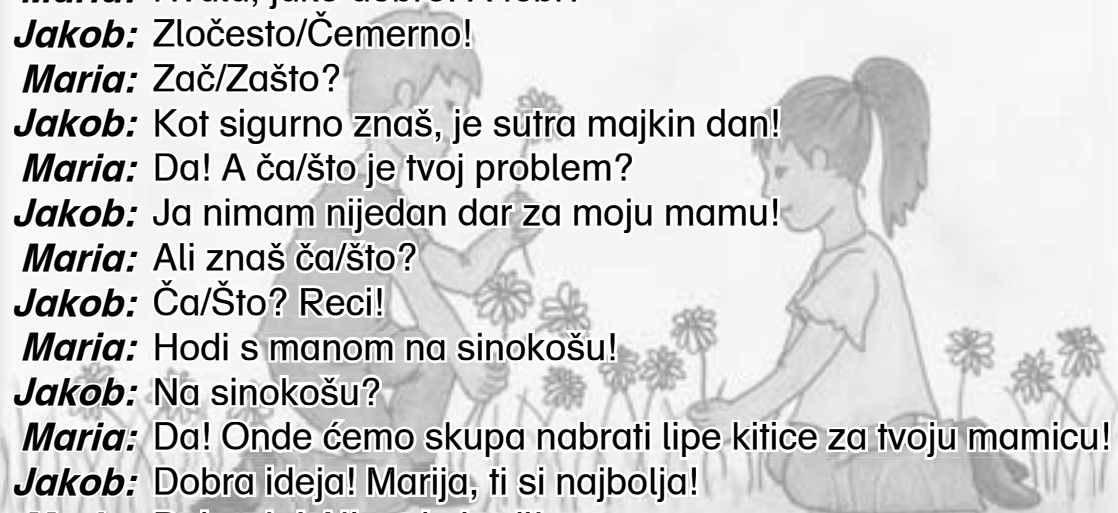 Jakob: Zločesto/Čemerno!
Maria: Zač/Zašto?
Jakob: Kot sigurno znaš, je sutra majkin dan!
Maria: Da! A ča/što je tvoj problem?
Jakob: Ja nimam nijedan dar za moju mamu!
Maria: Ali znaš ča/što?
Jakob: Ča/Što? Reci!
Maria: Hodi s manom na sinokošu!
Jakob: Na sinokošu?
Maria: Da! Onde ćemo skupa nabrati lipe kitice za tvoju mamicu!
Jakob: Dobra ideja! Marija, ti si najbolja!